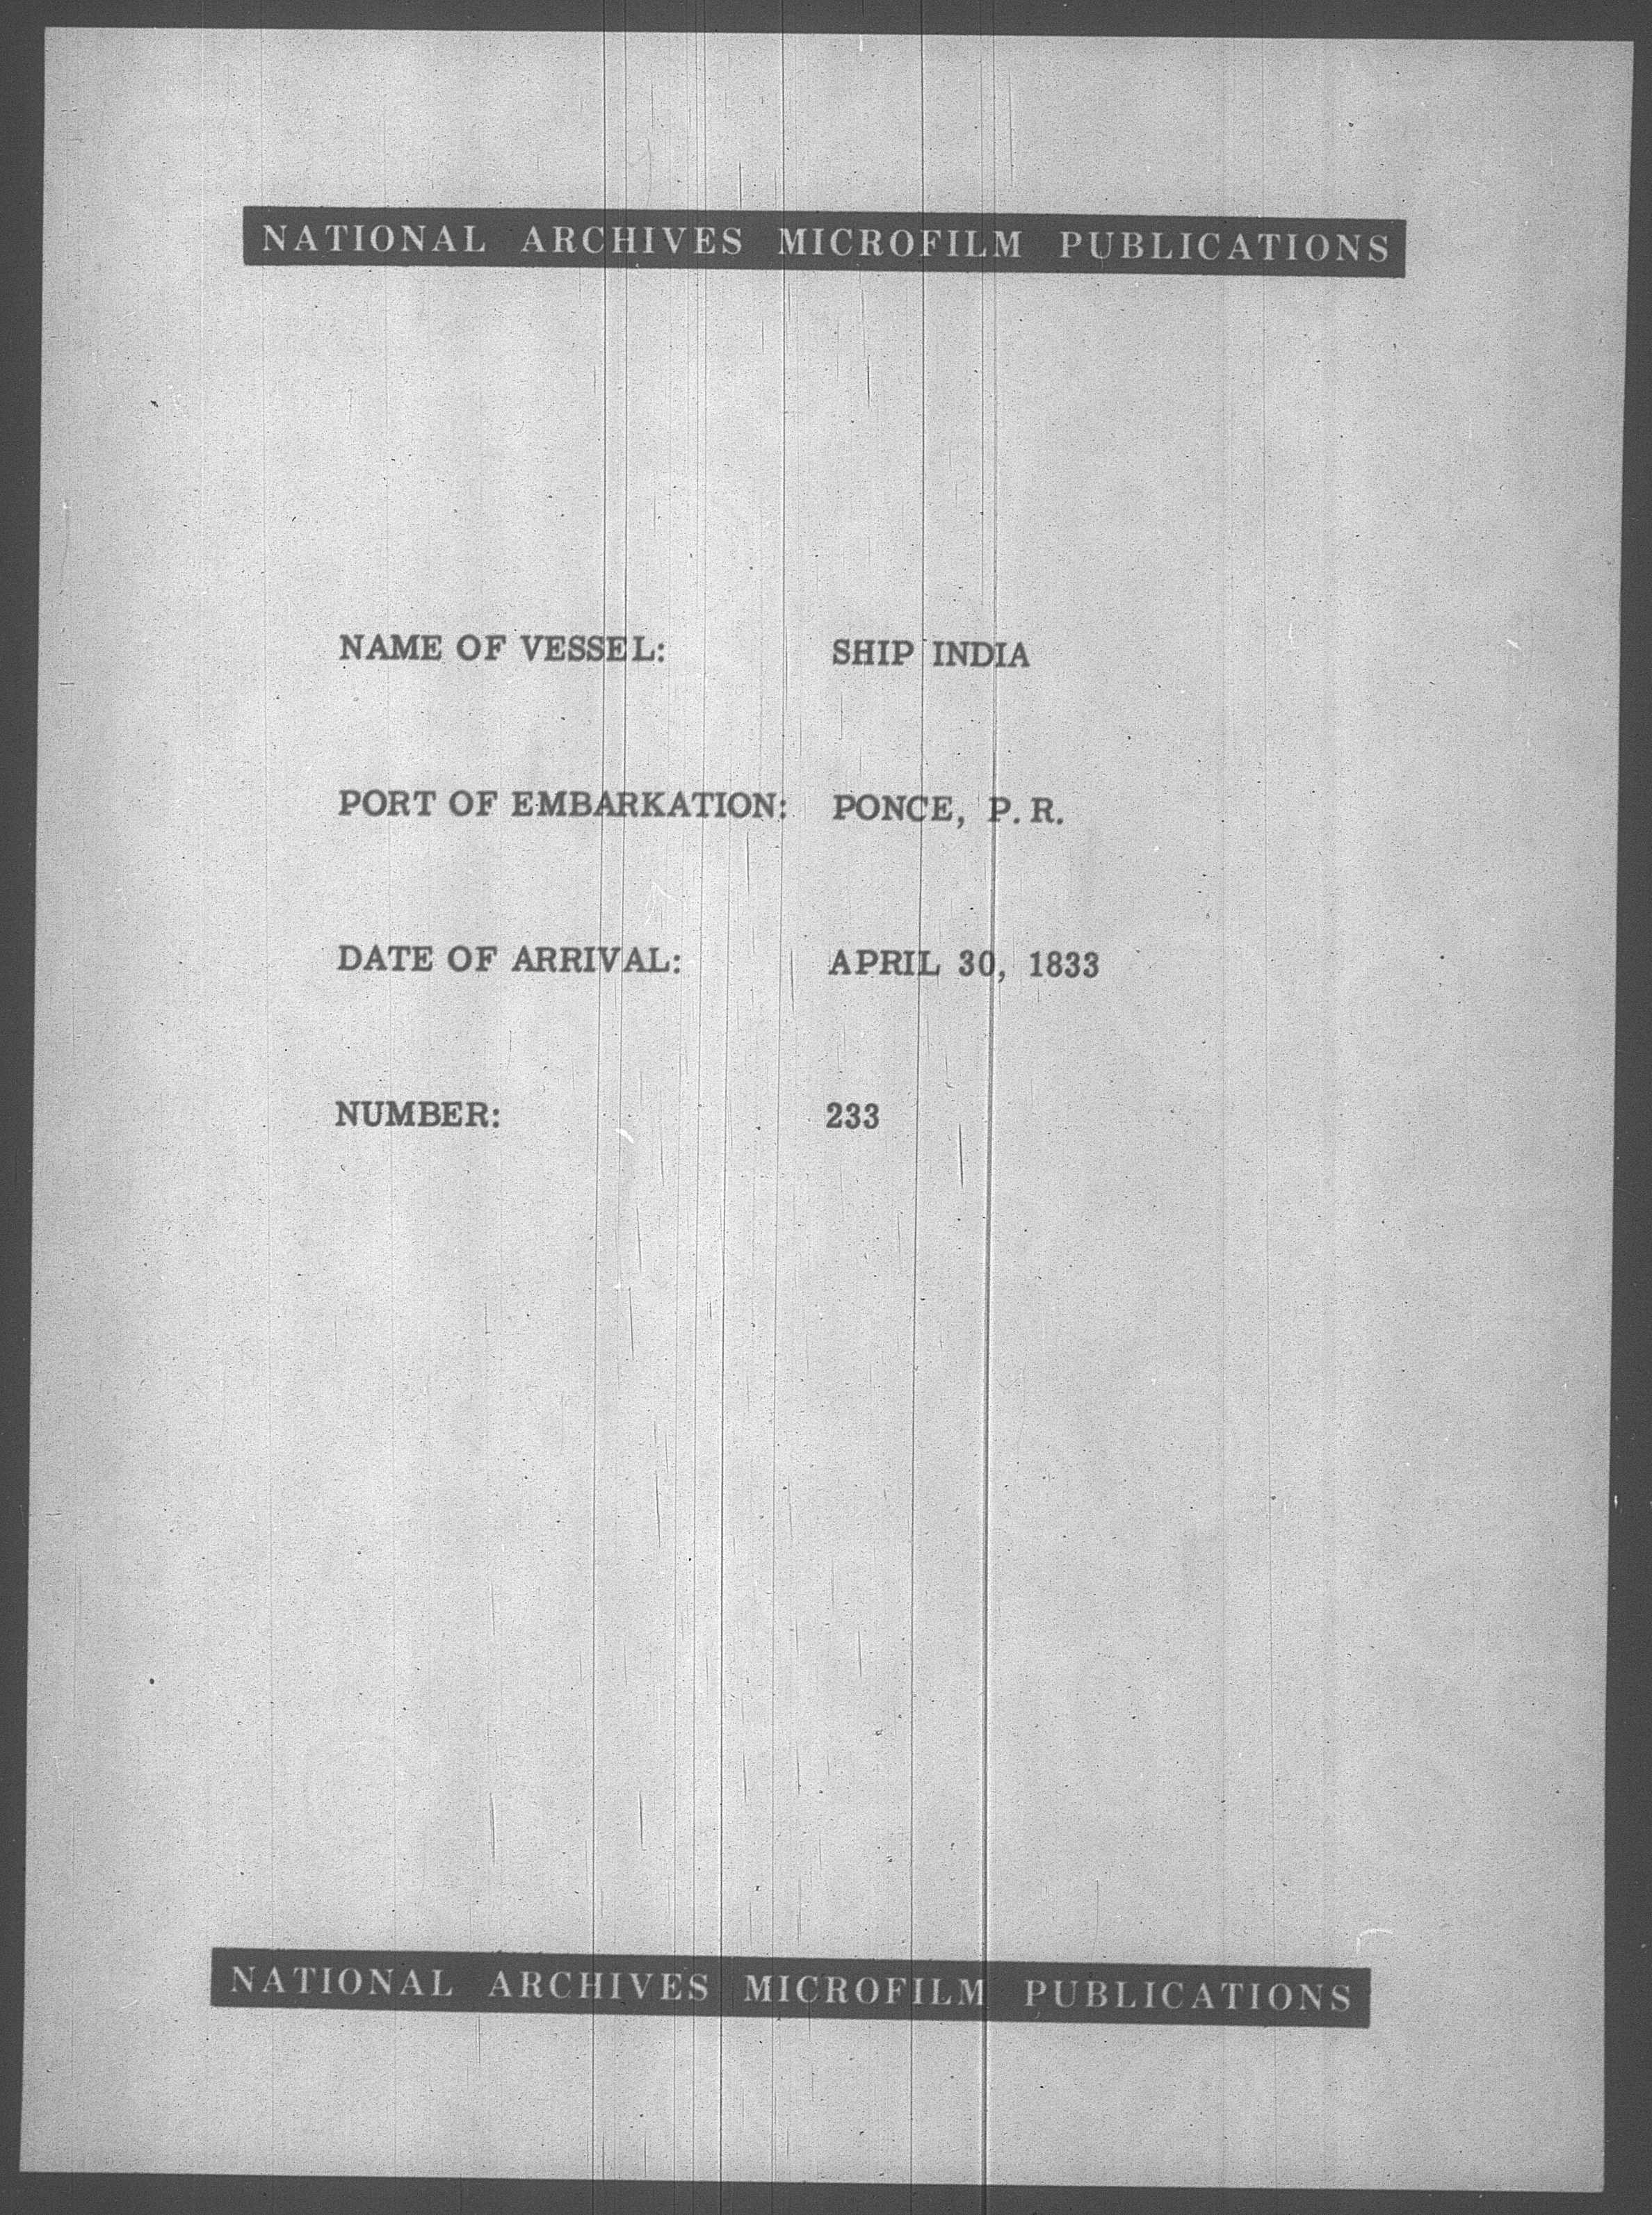 NATIONAL ARCHIVES MICROFILM PUBLICATIONS
NAME OF VESSEL: SHIP INDIA
PORT OF EMBARKATION: PONCE, P. R.
DATE OF ARRIVAL: APRIL 30, 1833
NUMBER: 233
NATIONAL ARCHIVES MICROFILM PUBLICATIONS